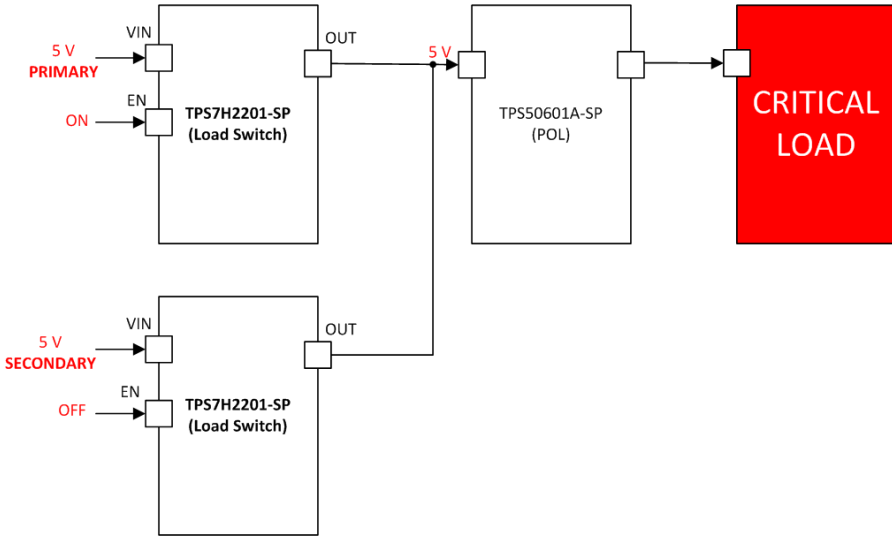 VIN
OUT
5 V
PRIMARY
EN
ON
TPS7H2201-SP
(Load Switch)
5 V
TPS50601A-SP
(POL)
CRITICAL
LOAD
VIN
OUT
5 V
SECONDARY
EN
OFF
TPS7H2201-SP
(Load Switch)